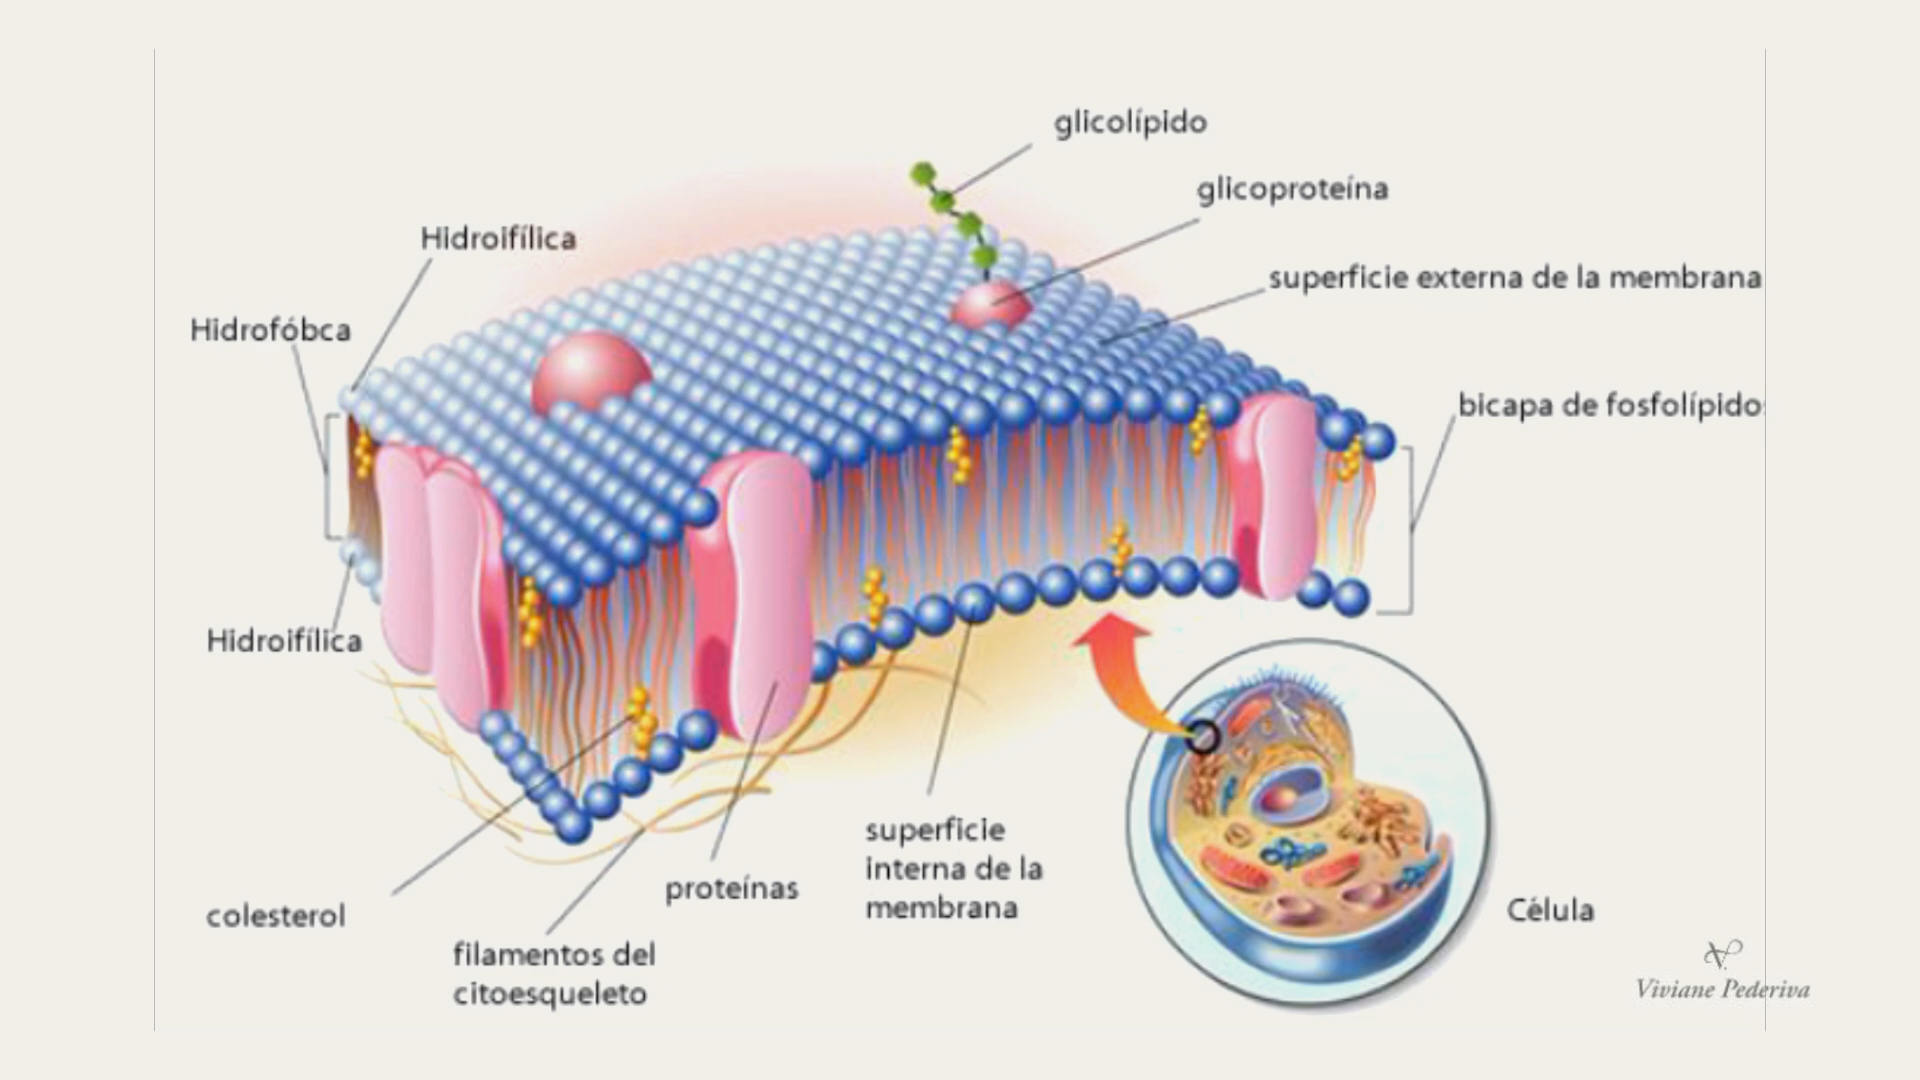 glicolípido
glicoproteína
Hidroifílica
superficie externa de la membrana
Hidrofóbca
bicapa de fosfolípidos
Hidroifílica
superficie
interna de la
membrana
proteínas
colesterol
Célula
filamentos del
citoesqueleto
Viviane Pederiva